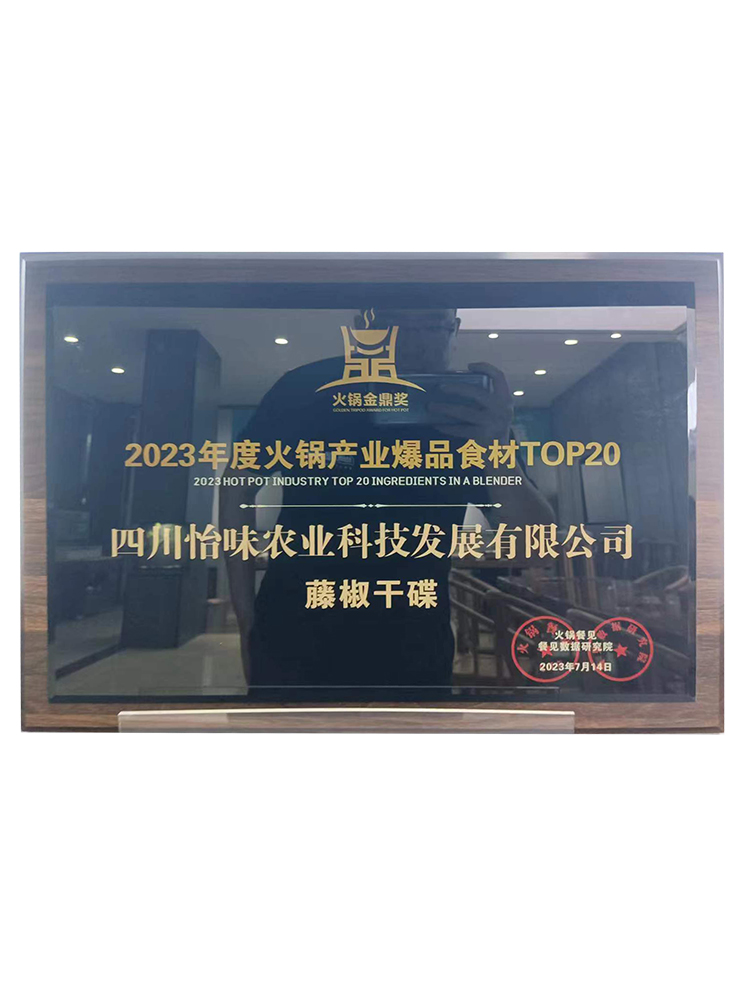 火锅金鼎奖
GOLDEN TRIPOD AWARD FOR HOT POT
2023年度火锅产业爆品食材TOP20
2023 HOT POT INDUSTRY TOP 20 INGREDIENTS IN A BLENDER
四川怡味农业科技发展有限公司
藤椒干碟
火锅餐见
餐见数据研究院
2023年7月14日